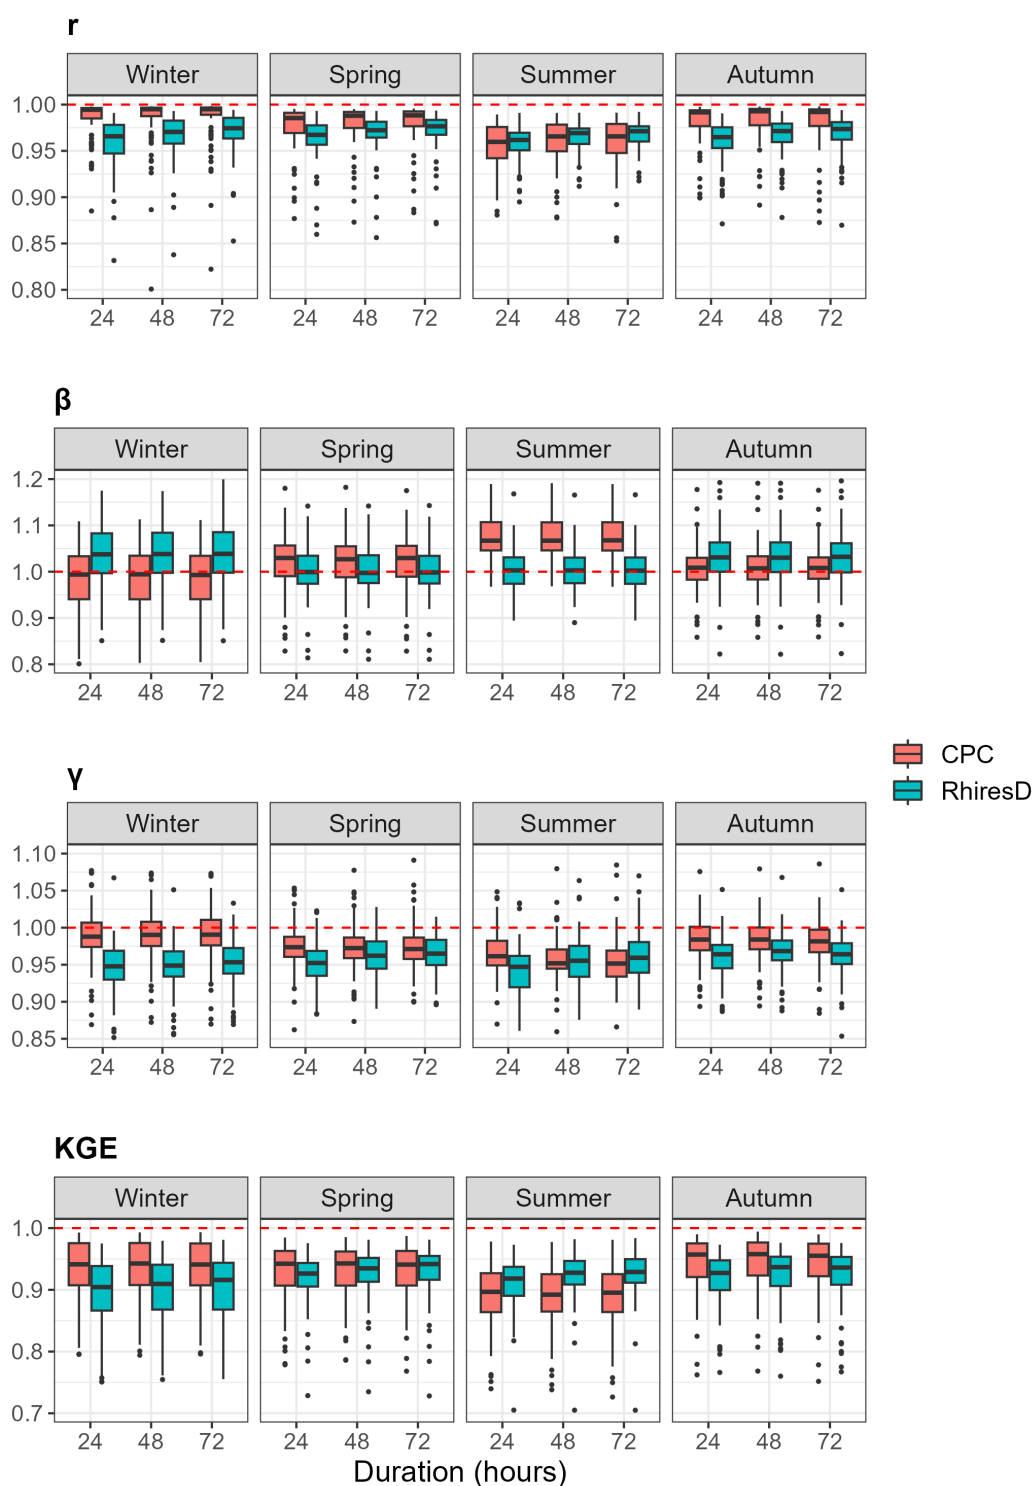 r
Winter Spring Summer Autumn
1.00
0.95
0.90
0.85
0.80
24 48 72 24 48 72 24 48 72 24 48 72
β
Winter Spring Summer Autumn
1.2
1.1
1.0
0.9
0.8
24 48 72 24 48 72 24 48 72 24 48 72
CPC
RhiresD
γ
Winter Spring Summer Autumn
1.10
1.05
1.00
0.95
0.90
0.85
24 48 72 24 48 72 24 48 72 24 48 72
KGE
Winter Spring Summer Autumn
1.0
0.9
0.8
0.7
24 48 72 24 48 72 24 48 72 24 48 72
Duration (hours)